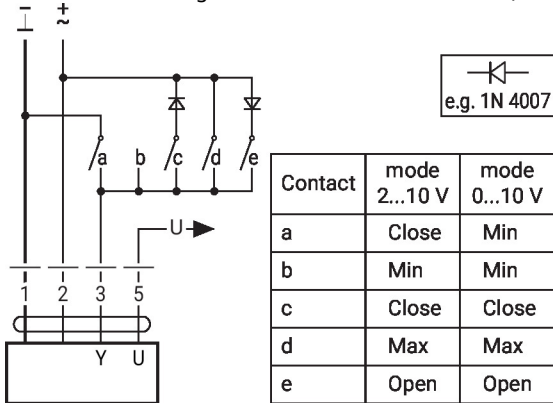 – +
⊥ ~
e.g. 1N 4007
a b c d e
U
1 2 3 5
Y U
Contact mode 2...10 V mode 0...10 V
a Close Min
b Min Min
c Close Close
d Max Max
e Open Open